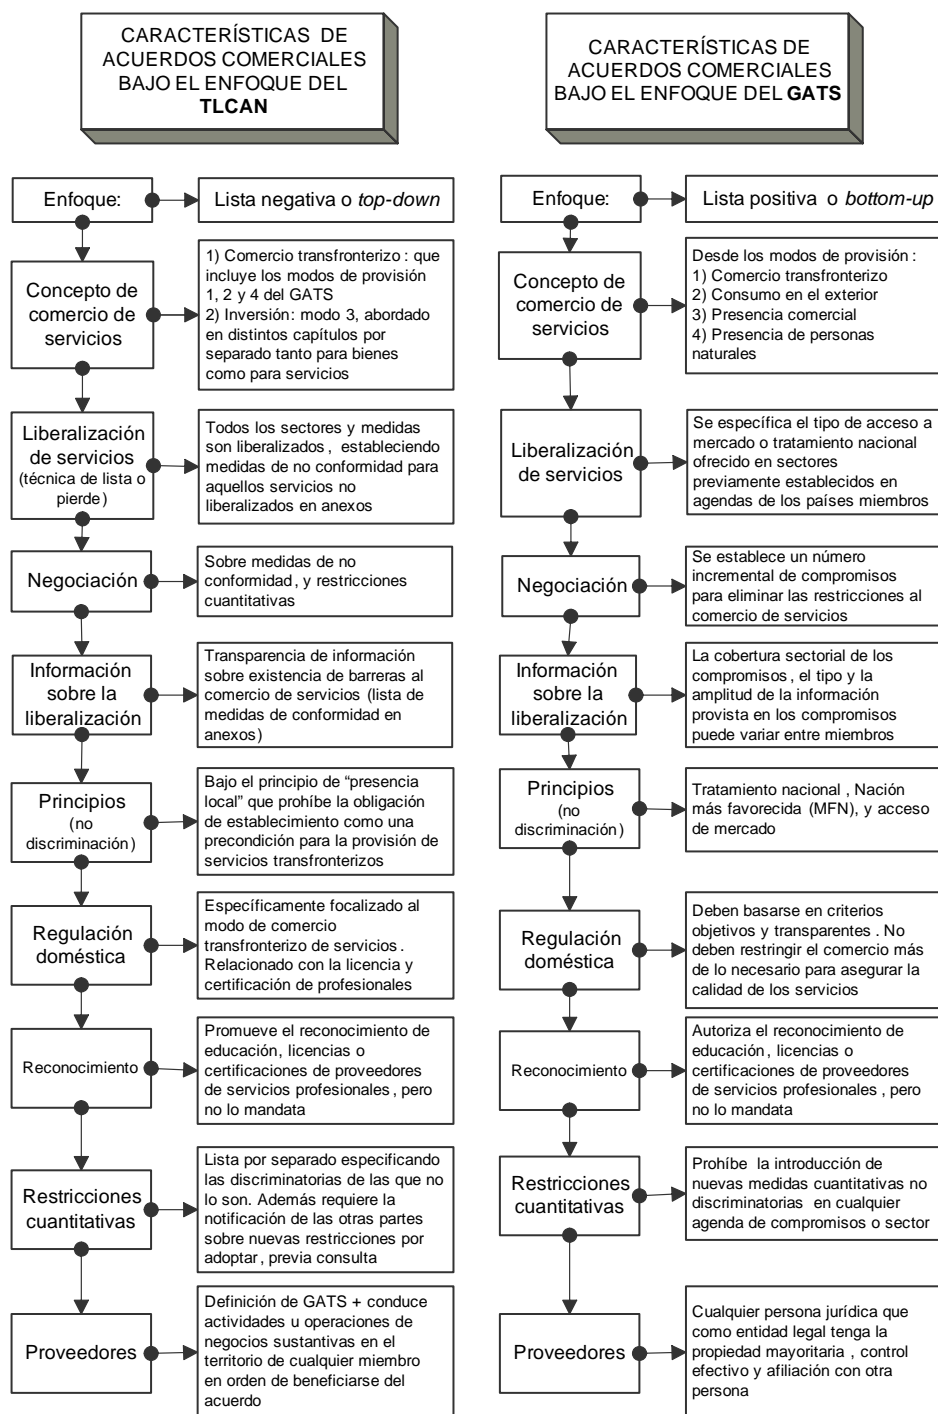 CARACTERÍSTICAS DE
ACUERDOS COMERCIALES
BAJO EL ENFOQUE DEL
TLCAN
Enfoque:
Lista negativa o top-down
Concepto de
comercio de
servicios
1) Comercio transfronterizo : que
incluye los modos de provisión
1, 2 y 4 del GATS
2) Inversión: modo 3, abordado
en distintos capítulos por
separado tanto para bienes
como para servicios
Liberalización
de servicios
(técnica de lista o
pierde)
Todos los sectores y medidas
son liberalizados , estableciendo
medidas de no conformidad para
aquellos servicios no
liberalizados en anexos
Negociación
Sobre medidas de no
conformidad, y restricciones
cuantitativas
Información
sobre la
liberalización
Transparencia de información
sobre existencia de barreras al
comercio de servicios (lista de
medidas de conformidad en
anexos)
Principios
(no
discriminación)
Bajo el principio de “presencia
local” que prohíbe la obligación
de establecimiento como una
precondición para la provisión de
servicios transfronterizos
Regulación
doméstica
Específicamente focalizado al
modo de comercio
transfronterizo de servicios .
Relacionado con la licencia y
certificación de profesionales
Reconocimiento
Promueve el reconocimiento de
educación, licencias o
certificaciones de proveedores
de servicios profesionales , pero
no lo mandata
Restricciones
cuantitativas
Lista por separado especificando
las discriminatorias de las que no
lo son. Además requiere la
notificación de las otras partes
sobre nuevas restricciones por
adoptar, previa consulta
Proveedores
Definición de GATS + conduce
actividades u operaciones de
negocios sustantivas en el
territorio de cualquier miembro
en orden de beneficiarse del
acuerdo
CARACTERÍSTICAS DE
ACUERDOS COMERCIALES
BAJO EL ENFOQUE DEL GATS
Enfoque:
Lista positiva o bottom-up
Concepto de
comercio de
servicios
Desde los modos de provisión :
1) Comercio transfronterizo
2) Consumo en el exterior
3) Presencia comercial
4) Presencia de personas
naturales
Liberalización
de servicios
Se específica el tipo de acceso a
mercado o tratamiento nacional
ofrecido en sectores
previamente establecidos en
agendas de los países miembros
Negociación
Se establece un número
incremental de compromisos
para eliminar las restricciones al
comercio de servicios
Información
sobre la
liberalización
La cobertura sectorial de los
compromisos, el tipo y la
amplitud de la información
provista en los compromisos
puede variar entre miembros
Principios
(no
discriminación)
Tratamiento nacional , Nación
más favorecida (MFN), y acceso
de mercado
Regulación
doméstica
Deben basarse en criterios
objetivos y transparentes . No
deben restringir el comercio más
de lo necesario para asegurar la
calidad de los servicios
Reconocimiento
Autoriza el reconocimiento de
educación, licencias o
certificaciones de proveedores
de servicios profesionales , pero
no lo mandata
Restricciones
cuantitativas
Prohíbe la introducción de
nuevas medidas cuantitativas no
discriminatorias en cualquier
agenda de compromisos o sector
Proveedores
Cualquier persona jurídica que
como entidad legal tenga la
propiedad mayoritaria , control
efectivo y afiliación con otra
persona